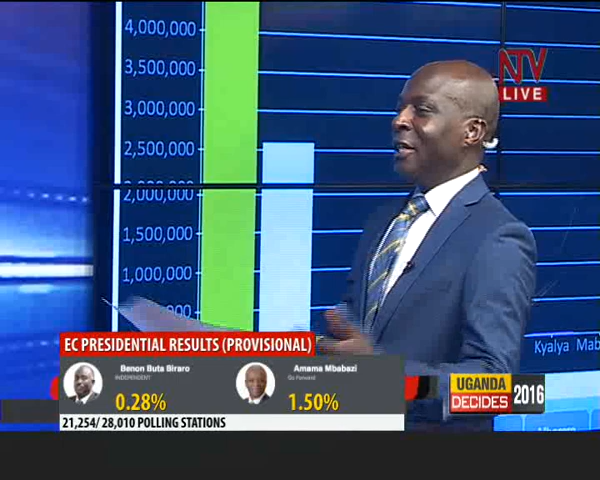 4,000,000
3,500,000
3,000,000
2,500,000
2,000,000
1,500,000
1,000,000
NTV
LIVE
Kyalya Mab
EC PRESIDENTIAL RESULTS (PROVISIONAL)
Benon Buta Biraro
INDEPENDENT
0.28%
Amama Mbabazi
Go Forward
1.50%
21,254/ 28,010 POLLING STATIONS
UGANDA
DECIDES
2016